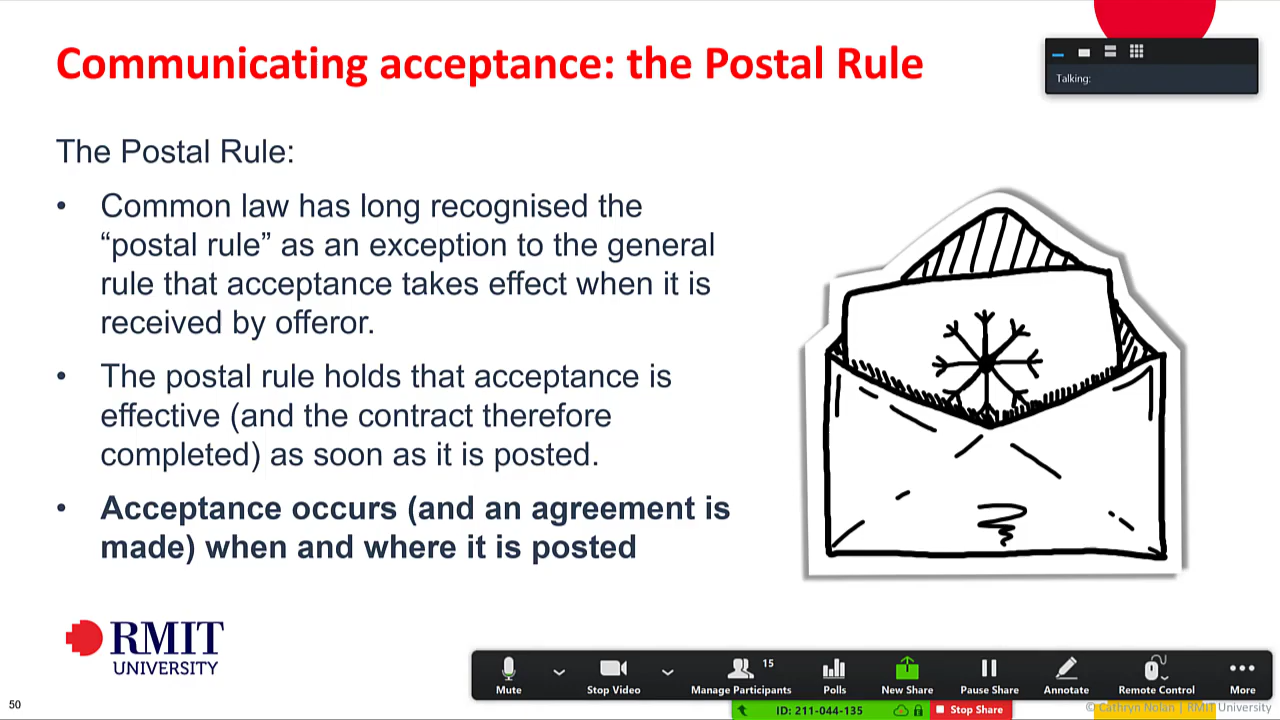 Communicating acceptance: the Postal Rule
Talking:
The Postal Rule:
• Common law has long recognised the
“postal rule” as an exception to the general
rule that acceptance takes effect when it is
received by offeror.
• The postal rule holds that acceptance is
effective (and the contract therefore
completed) as soon as it is posted.
• Acceptance occurs (and an agreement is
made) when and where it is posted
RMIT
UNIVERSITY
15
Mute
Stop Video
Manage Participants
Polls
New Share
Pause Share
Annotate
Remote Control
More
50
ID: 211-044-135
Stop Share
© Cathryn Nolan | RMIT University